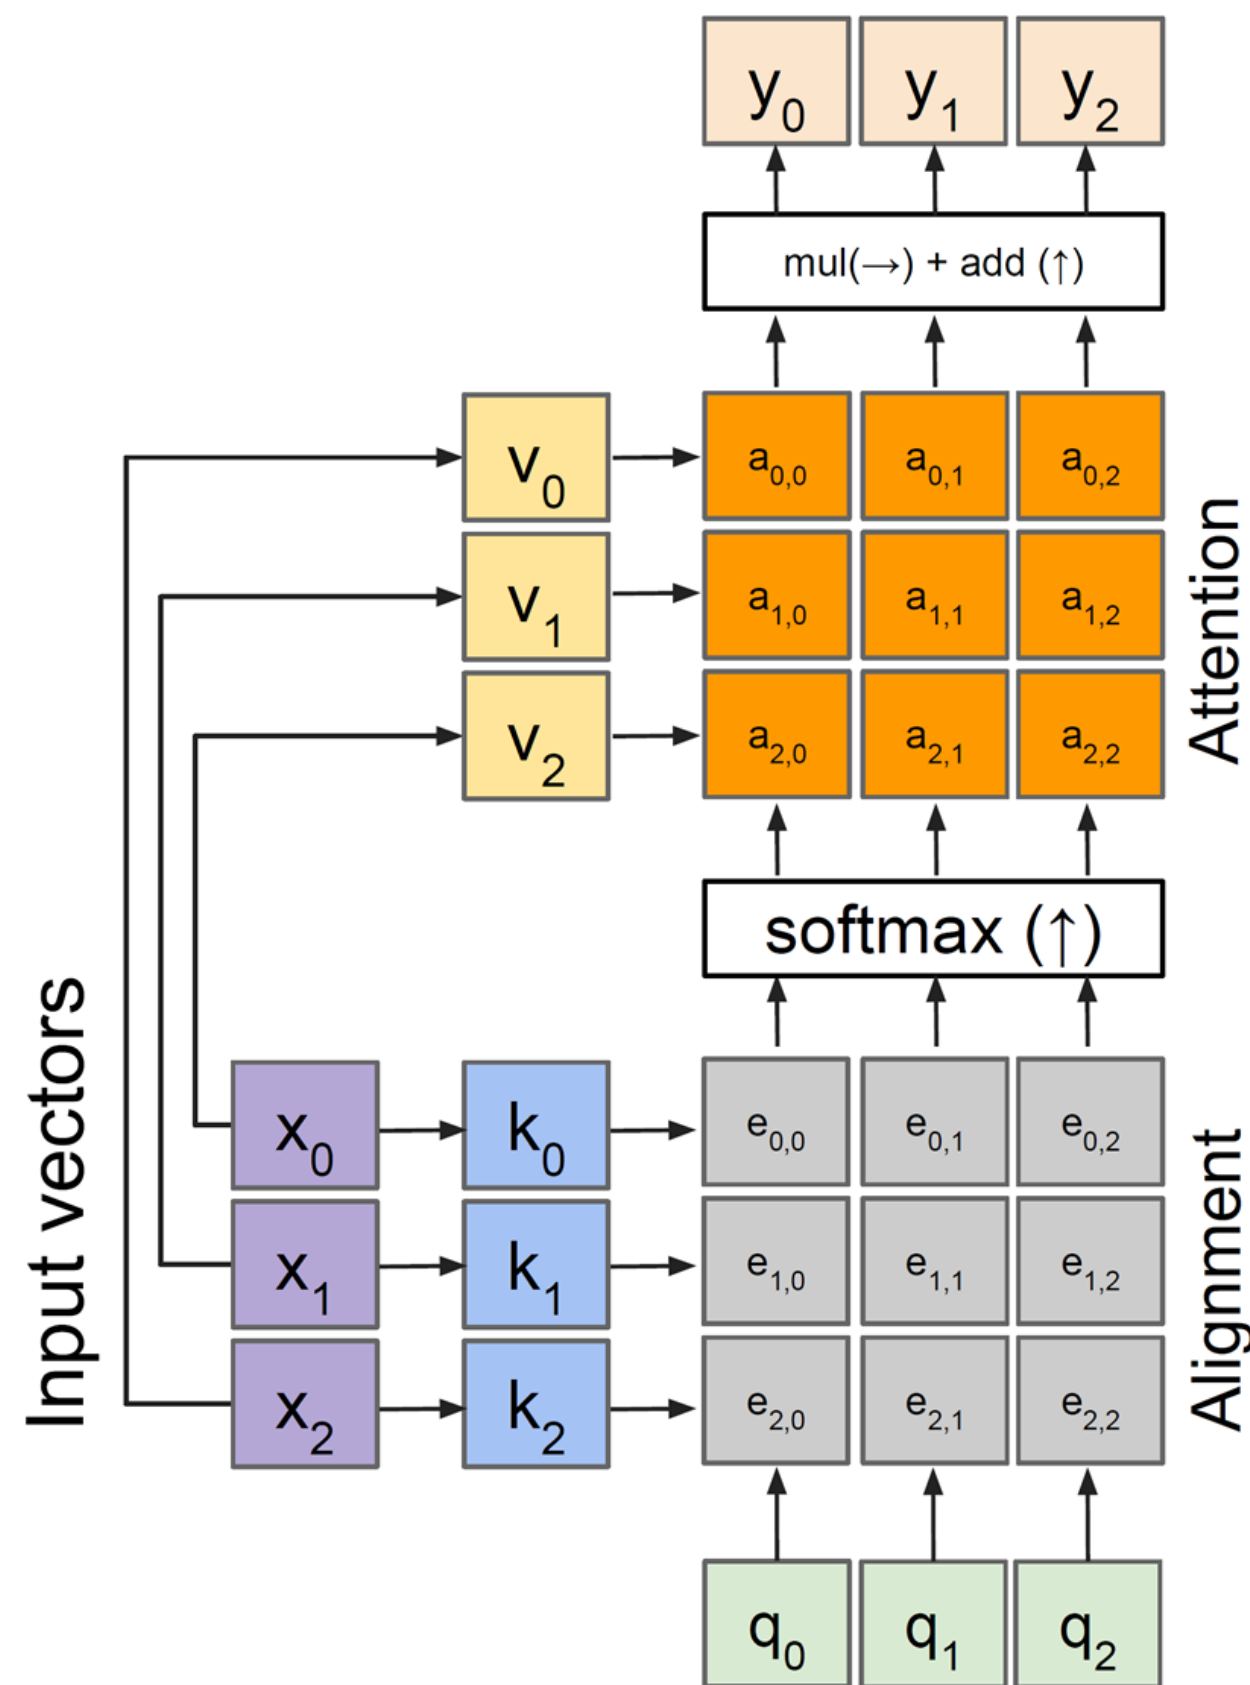 y0 y1 y2
mul(→) + add (↑)
v0 a0,0 a0,1 a0,2
v1 a1,0 a1,1 a1,2
v2 a2,0 a2,1 a2,2
Attention
softmax (↑)
Input vectors
x0 k0 e0,0 e0,1 e0,2
x1 k1 e1,0 e1,1 e1,2
x2 k2 e2,0 e2,1 e2,2
Alignment
q0 q1 q2